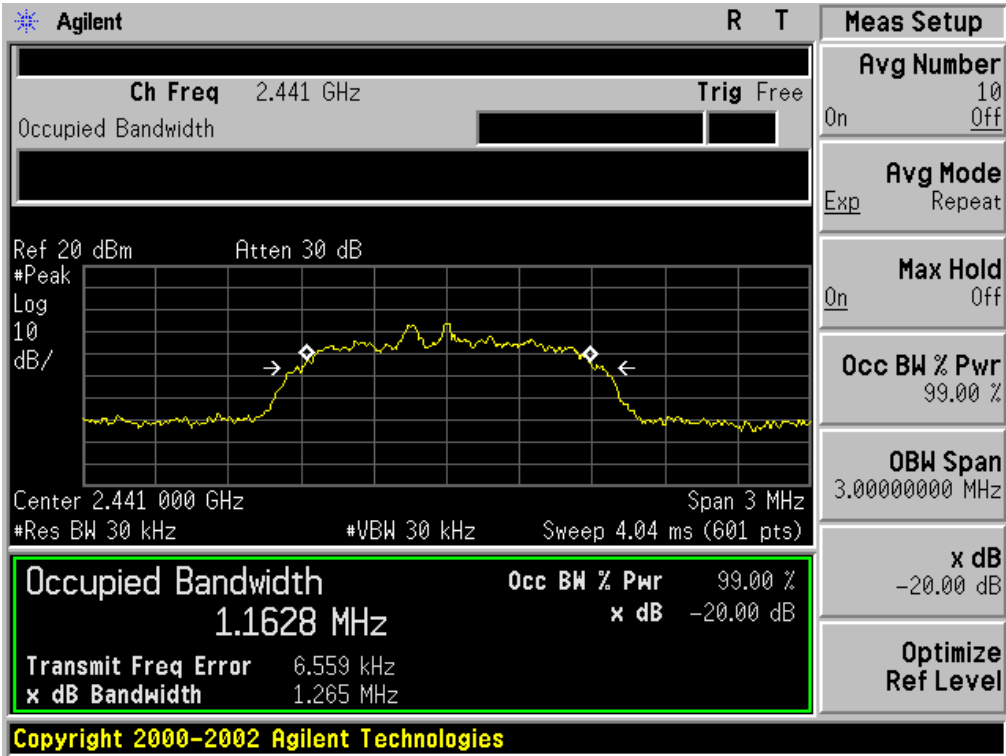 Agilent R T
Ch Freq 2.441 GHz Trig Free
Occupied Bandwidth
Ref 20 dBm Atten 30 dB
#Peak
Log
10
dB/
Center 2.441 000 GHz Span 3 MHz
#Res BW 30 kHz #VBW 30 kHz Sweep 4.04 ms (601 pts)
Occupied Bandwidth
1.1628 MHz
Occ BW % Pwr 99.00 %
x dB -20.00 dB
Transmit Freq Error 6.559 kHz
x dB Bandwidth 1.265 MHz
Copyright 2000-2002 Agilent Technologies
Meas Setup
Avg Number
10
On Off
Avg Mode
Exp Repeat
Max Hold
On Off
Occ BW % Pwr
99.00 %
OBW Span
3.00000000 MHz
x dB
-20.00 dB
Optimize
Ref Level